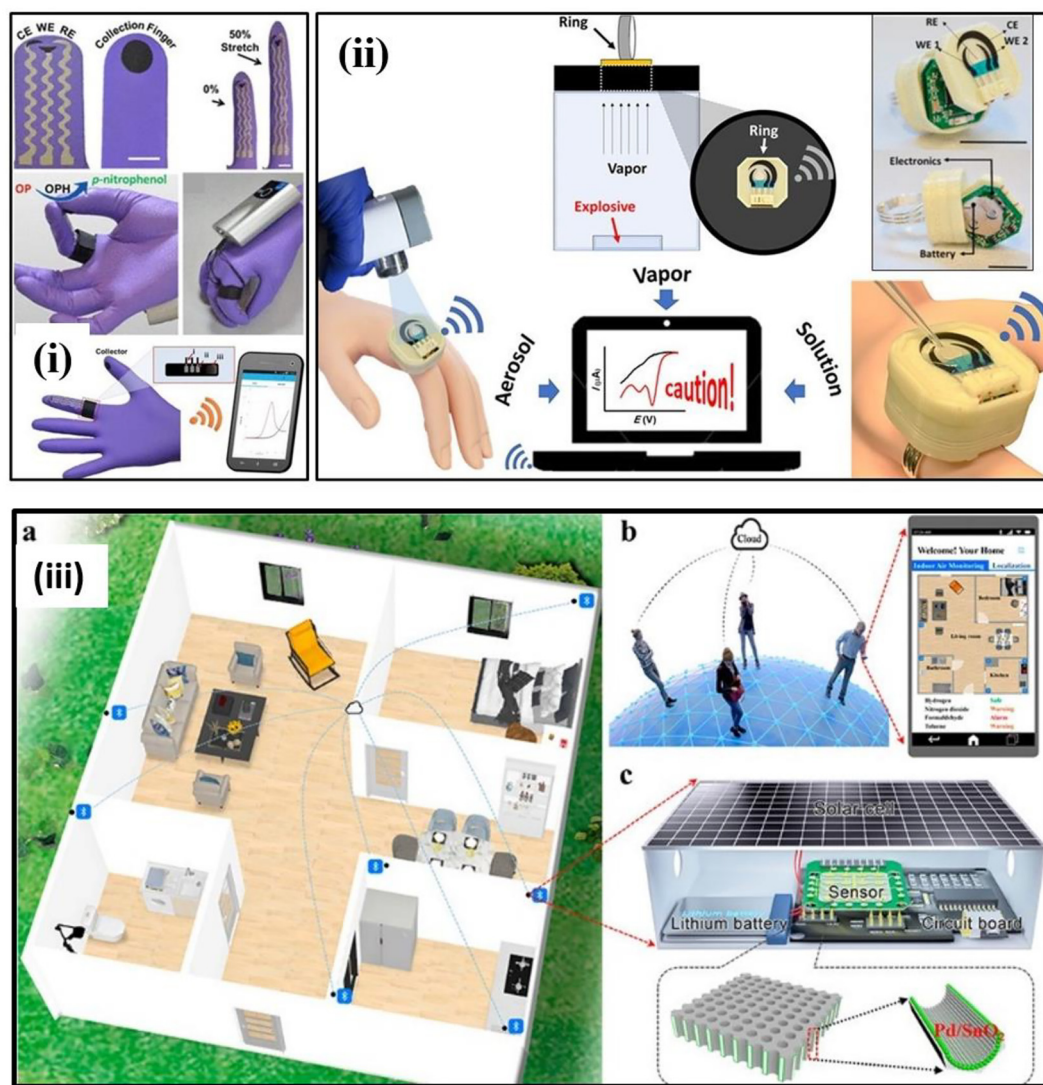 CE WE RE
Collection Finger
50%
Stretch
0%
OP
OPH
p-nitrophenol
(i)
Collector
i
ii
iii
(ii)
Ring
Vapor
Explosive
Ring
RE
CE
WE 1
WE 2
Electronics
Battery
Vapor
Aerosol
Solution
I (µA)
caution!
E (V)
a
(iii)
b
Cloud
Welcome! Your Home
Indoor Air Monitoring
Localization
Bedroom
Living room
Bathroom
Kitchen
Hydrogen Safe
Nitrogen dioxide Warning
Formaldehyde Alarm
Toluene Warning
c
Solar cell
Sensor
Lithium battery
Circuit board
Pd/SnO2